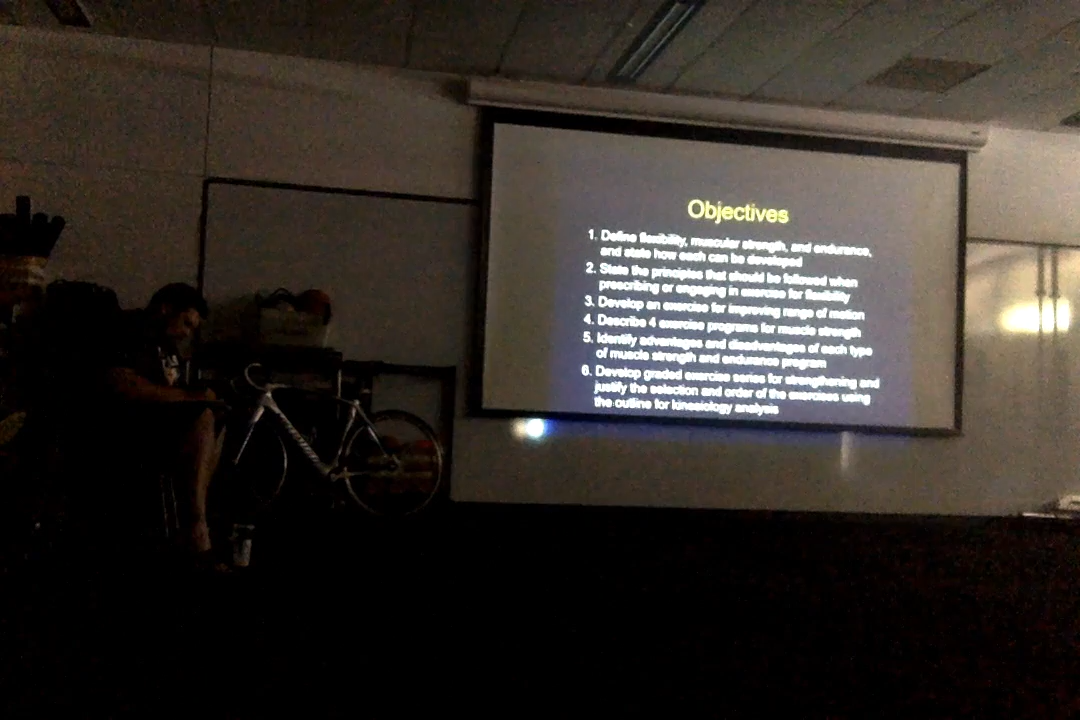 Objectives
1. Define flexibility, muscular strength, and endurance,
and state how each can be developed
2. State the principles that should be followed when
prescribing or engaging in exercise for flexibility
3. Develop an exercise for improving range of motion
4. Describe 4 exercise programs for muscle strength
5. Identify advantages and disadvantages of each type
of muscle strength and endurance program
6. Develop graded exercise series for strengthening and
justify the selection and order of the exercises using
the outline for kinesiology analysis